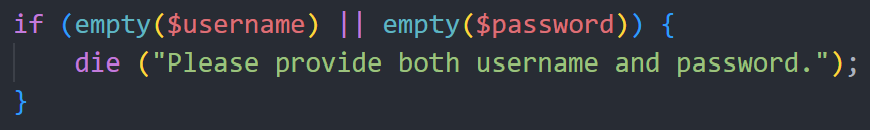 if (empty($username) || empty($password)) {
    die ("Please provide both username and password.");
}